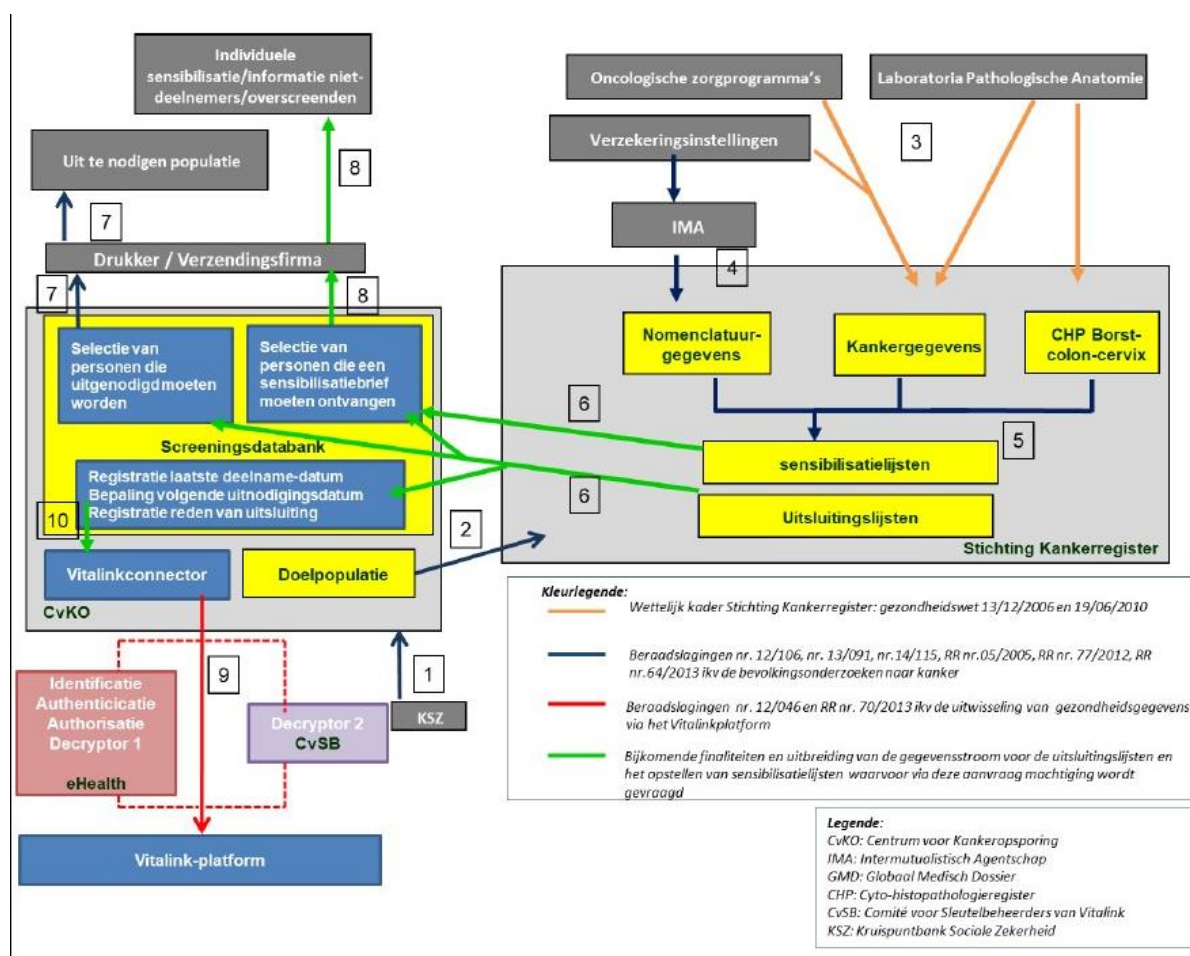 Individuele
sensibilisatie/informatie niet-
deelnemers/overscreenden
Oncologische zorgprogramma's
Laboratoria Pathologische Anatomie
Verzekeringsinstellingen
3
Uit te nodigen populatie
8
IMA
7
4
Drukker / Verzendingsfirma
7
8
Selectie van
personen die
uitgenodigd moeten
worden
Selectie van
personen die een
sensibilisatiebrief
moeten ontvangen
Nomenclatuur-
gegevens
Kankergegevens
CHP Borst-
colon-cervix
6
5
Screeningsdatabank
sensibilisatielijsten
Registratie laatste deelname-datum
Bepaling volgende uitnodigingsdatum
Registratie reden van uitsluiting
6
Uitsluitingslijsten
10
2
Stichting Kankerregister
Vitalinkconnector
Doelpopulatie
CvKO
Kleurlegende:
Wettelijk kader Stichting Kankerregister: gezondheidswet 13/12/2006 en 19/06/2010
Beraadslagingen nr. 12/106, nr. 13/091, nr.14/115, RR nr.05/2005, RR nr. 77/2012, RR
nr.64/2013 ikv de bevolkingsonderzoeken naar kanker
Beraadslagingen nr. 12/046 en RR nr. 70/2013 ikv de uitwisseling van gezondheidsgegevens
via het Vitalinkplatform
Bijkomende finaliteiten en uitbreiding van de gegevensstroom voor de uitsluitingslijsten en
het opstellen van sensibilisatielijsten waarvoor via deze aanvraag machtiging wordt
gevraagd
9
1
Identificatie
Authenticicatie
Authorisatie
Decryptor 1
eHealth
Decryptor 2
CvSB
KSZ
Vitalink-platform
Legende:
CvKO: Centrum voor Kankeropsporing
IMA: Intermutualistisch Agentschap
GMD: Globaal Medisch Dossier
CHP: Cyto-histopathologieregister
CvSB: Comité voor Sleutelbeheerders van Vitalink
KSZ: Kruispuntbank Sociale Zekerheid